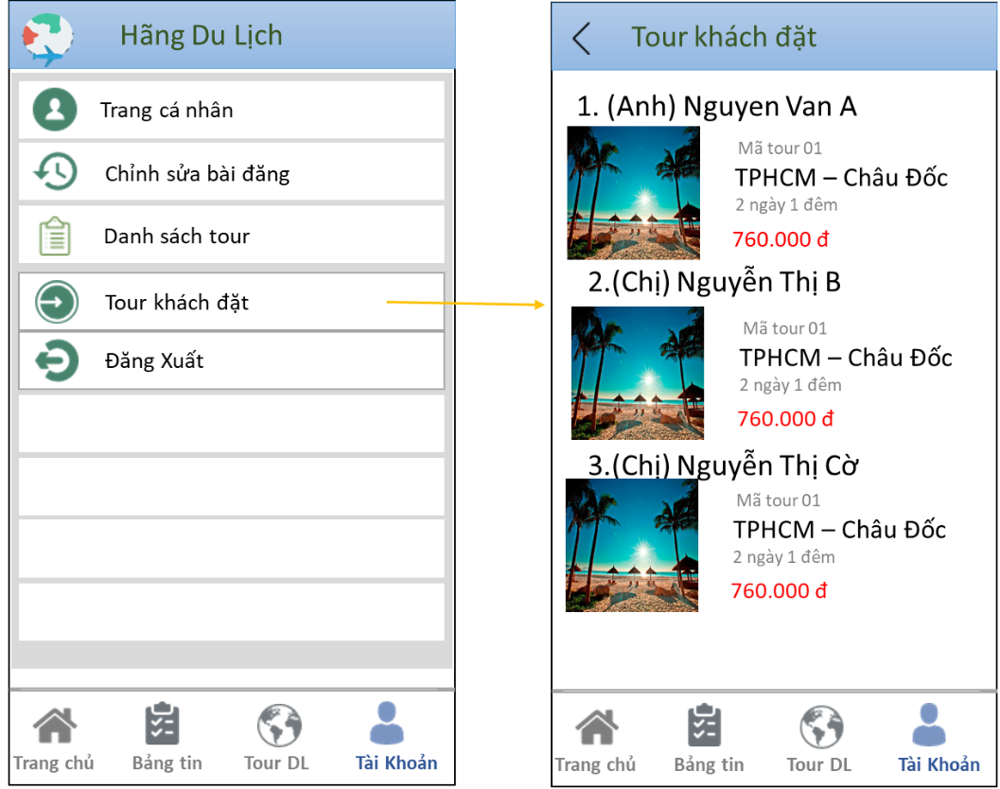 Hãng Du Lịch
Trang cá nhân
Chỉnh sửa bài đăng
Danh sách tour
Tour khách đặt
Đăng Xuất
Trang chủ
Bảng tin
Tour DL
Tài Khoản
Tour khách đặt
1. (Anh) Nguyen Van A
Mã tour 01
TPHCM – Châu Đốc
2 ngày 1 đêm
760.000 đ
2.(Chị) Nguyễn Thị B
Mã tour 01
TPHCM – Châu Đốc
2 ngày 1 đêm
760.000 đ
3.(Chị) Nguyễn Thị Cờ
Mã tour 01
TPHCM – Châu Đốc
2 ngày 1 đêm
760.000 đ
Trang chủ
Bảng tin
Tour DL
Tài Khoản